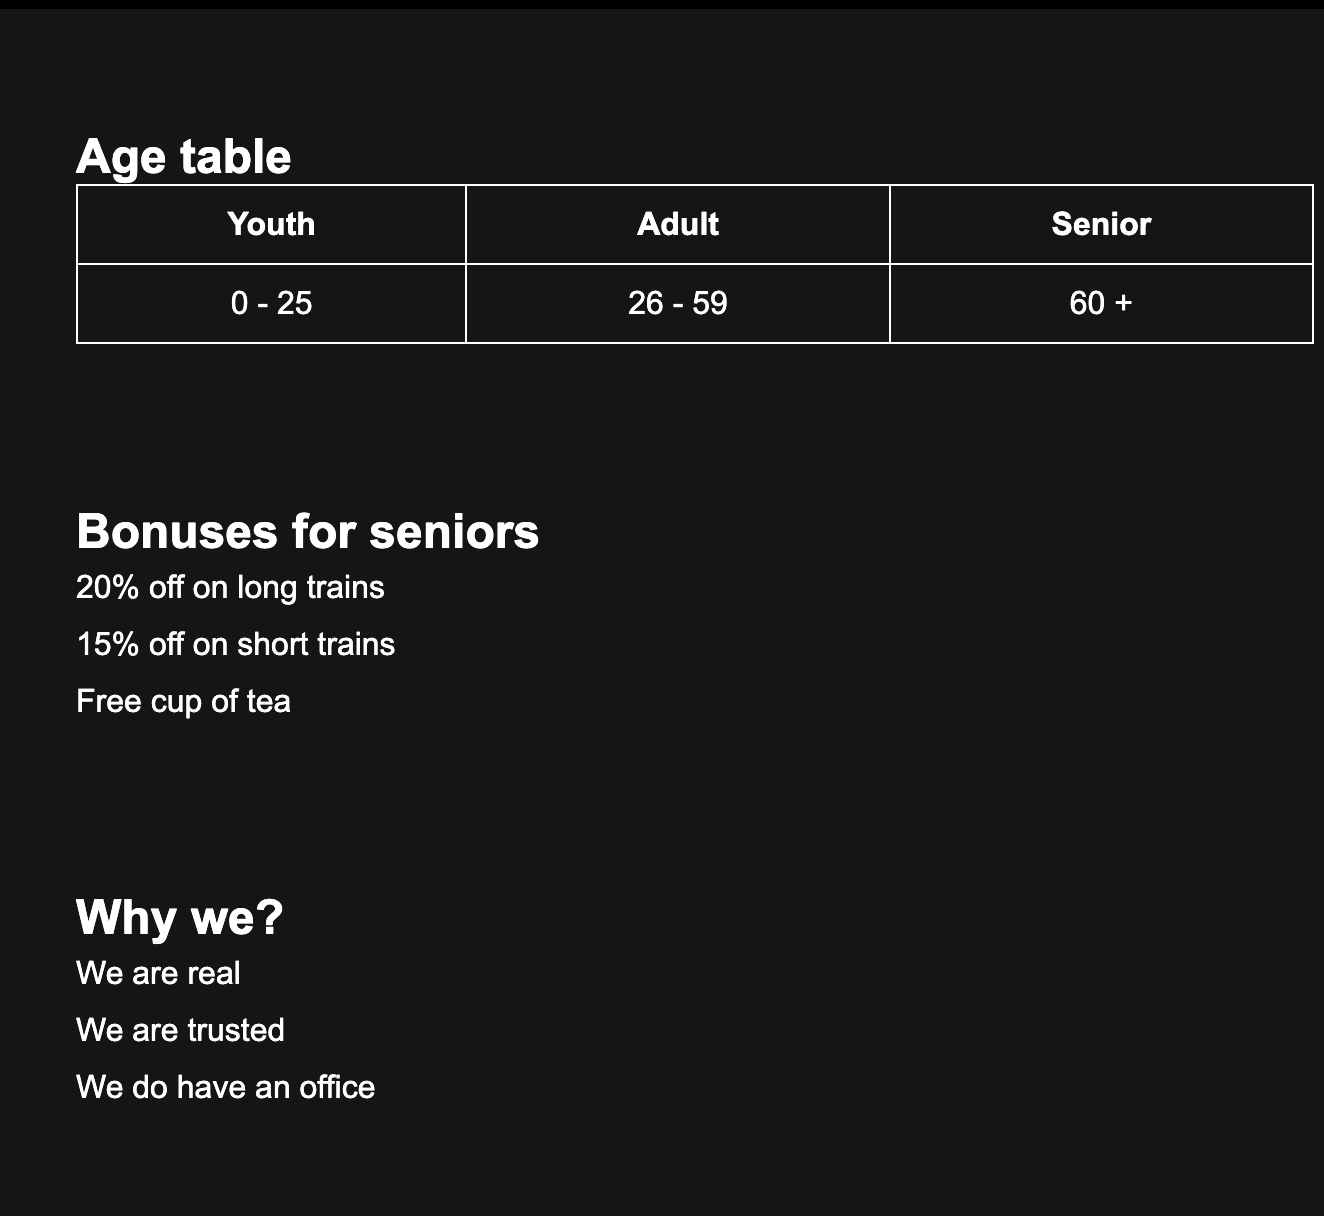 Age table
Youth Adult Senior
0 - 25 26 - 59 60 +
Bonuses for seniors
20% off on long trains
15% off on short trains
Free cup of tea
Why we?
We are real
We are trusted
We do have an office